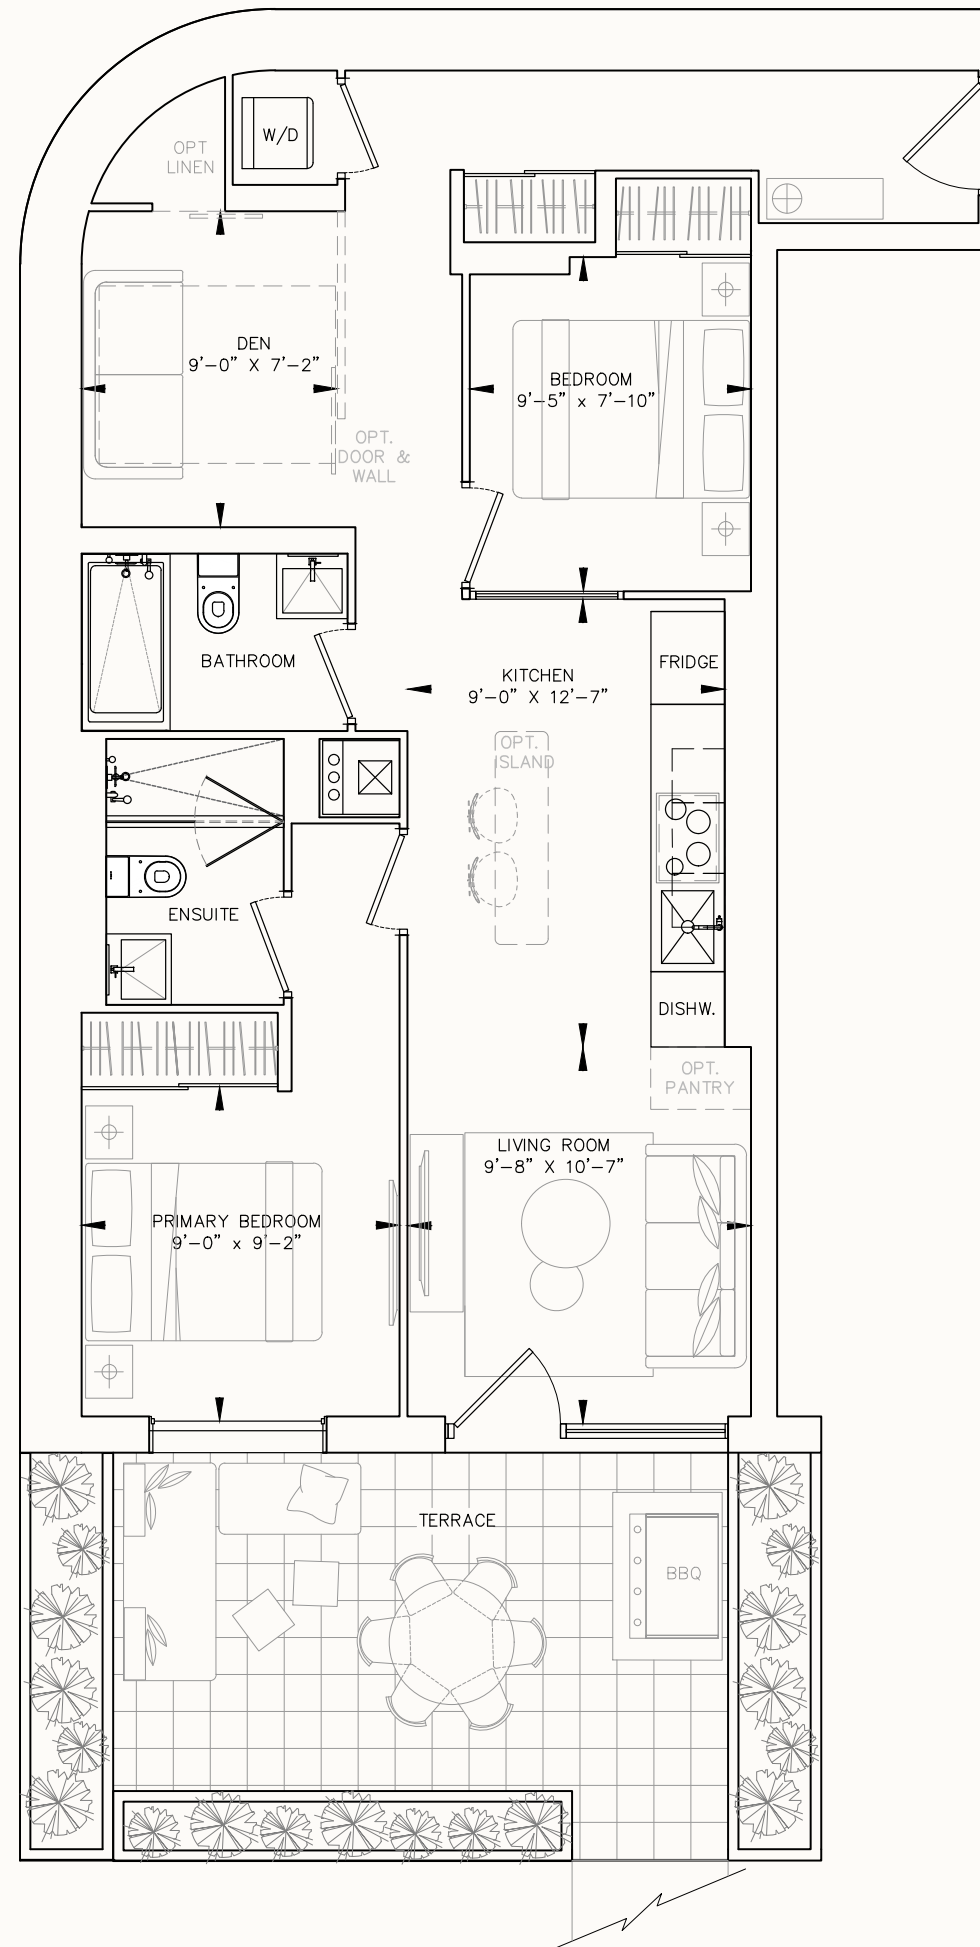 W/D
OPT
LINEN
DEN
9'-0" X 7'-2"
BEDROOM
9'-5" x 7'-10"
OPT.
DOOR &
WALL
BATHROOM
FRIDGE
KITCHEN
9'-0" X 12'-7"
OPT.
ISLAND
ENSUITE
DISHW.
OPT.
PANTRY
LIVING ROOM
9'-8" X 10'-7"
PRIMARY BEDROOM
9'-0" x 9'-2"
TERRACE
BBQ